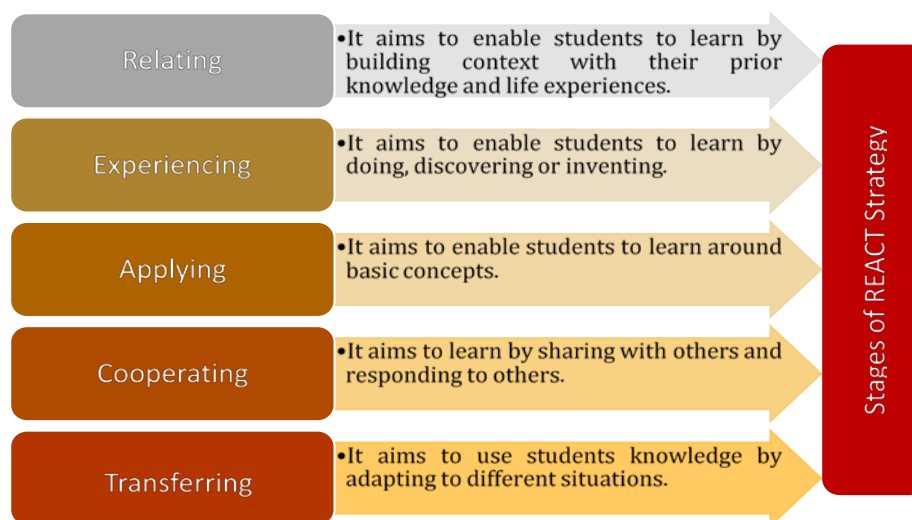 Relating
•It aims to enable students to learn by
building context with their prior
knowledge and life experiences.
Experiencing
•It aims to enable students to learn by
doing, discovering or inventing.
Applying
•It aims to enable students to learn around
basic concepts.
Cooperating
•It aims to learn by sharing with others and
responding to others.
Transferring
•It aims to use students knowledge by
adapting to different situations.
Stages of REACT Strategy